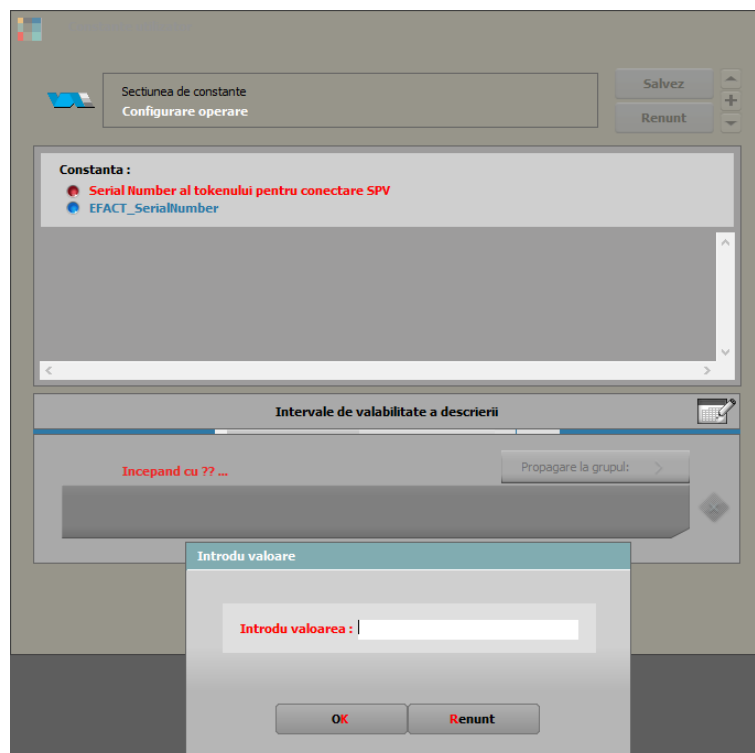 Sectiunea de constante
Configurare operare
Salvez
Renunt
Constanta :
Serial Number al tokenului pentru conectare SPV
EFACT_SerialNumber
Intervale de valabilitate a descrierii
Incepand cu ?? ...
Propagare la grupul:
Introdu valoare
Introdu valoarea :
OK
Renunt